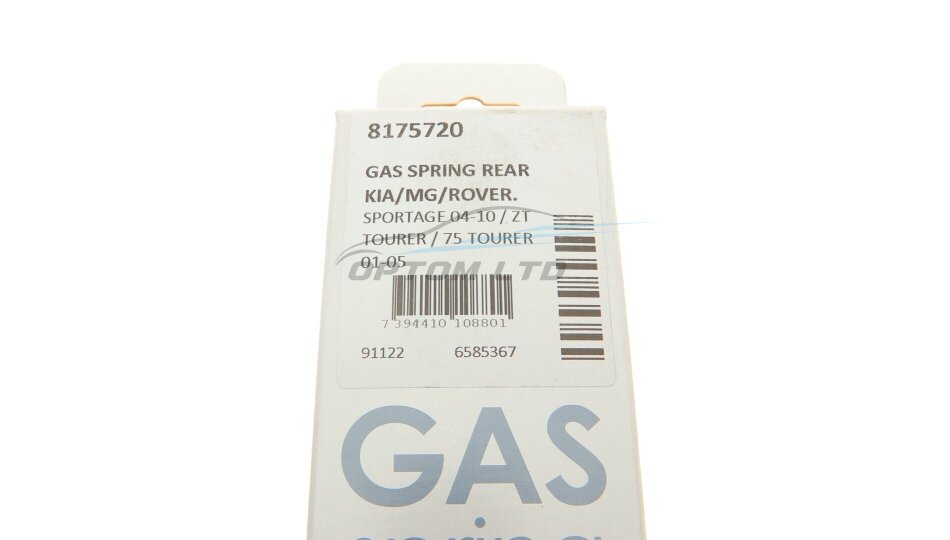 8175720
GAS SPRING REAR
KIA/MG/ROVER.
SPORTAGE 04-10 / ZT
TOURER / 75 TOURER
01-05
OPTOM LTD
7 394410 108801
91122 6585367
GAS